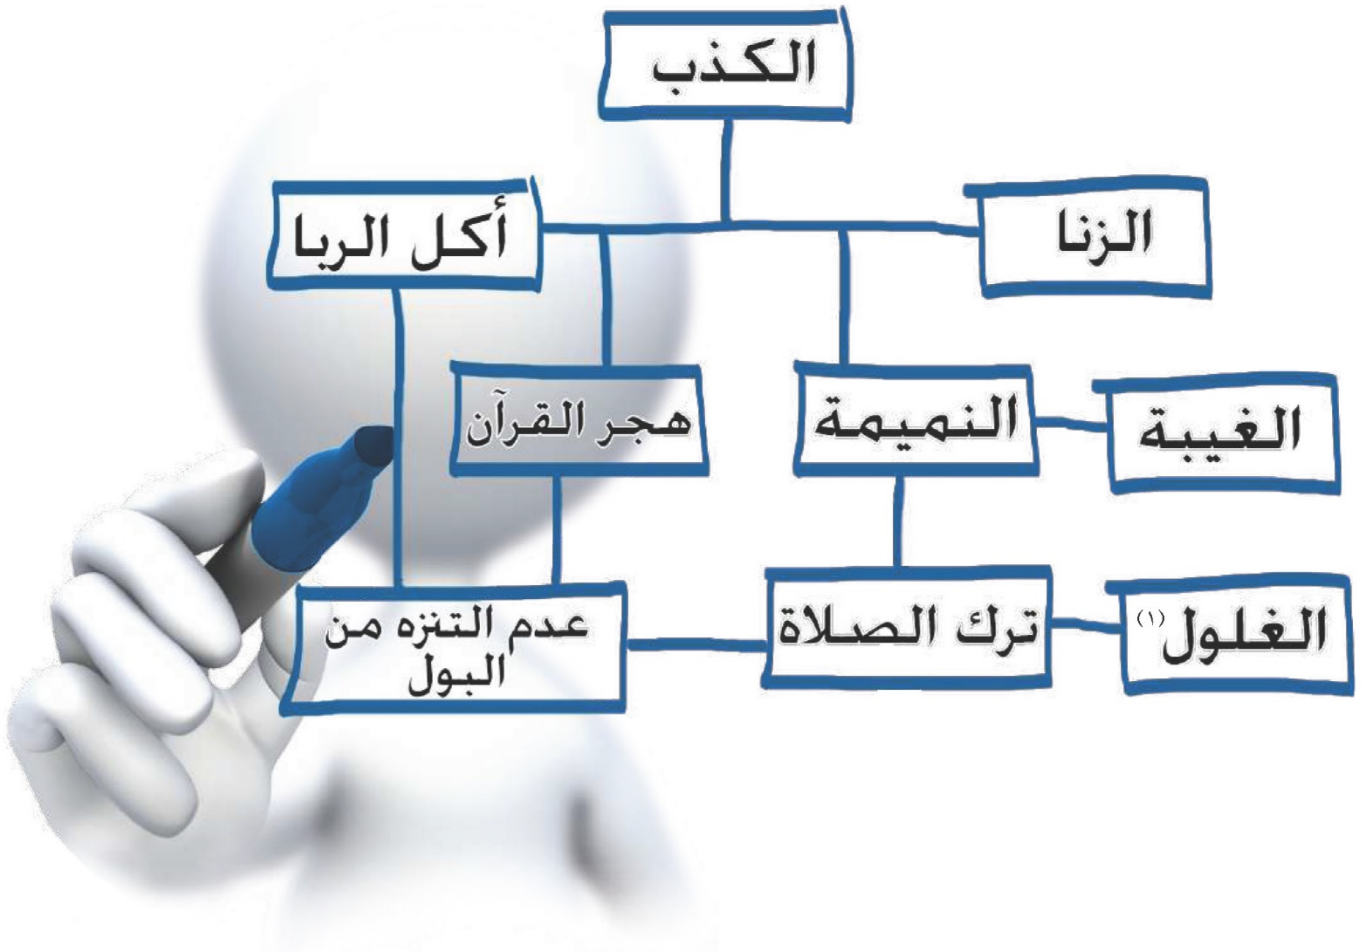 الكذب
الزنا
أكل الربا
الغيبة
النميمة
هجر القرآن
الغلول (١)
ترك الصلاة
عدم التنزه من
البول